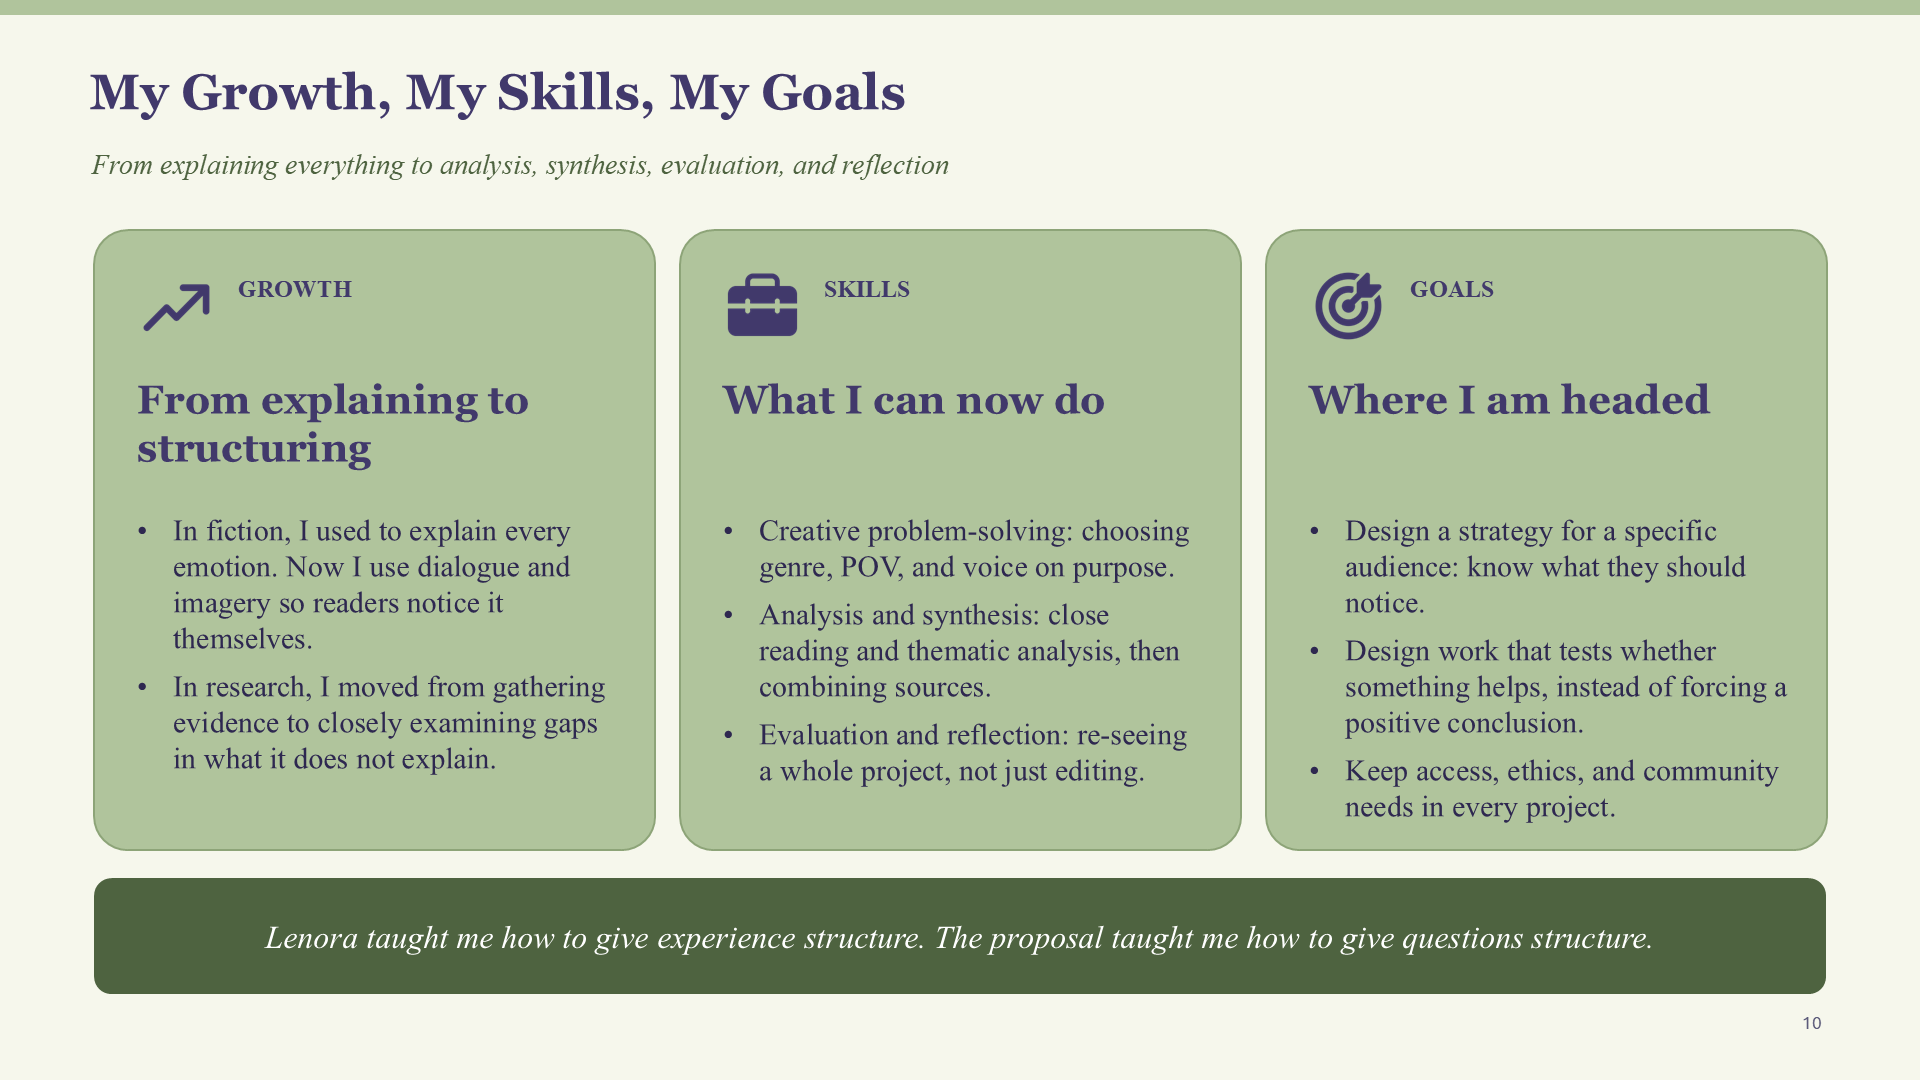 My Growth, My Skills, My Goals
From explaining everything to analysis, synthesis, evaluation, and reflection
GROWTH
From explaining to
structuring
• In fiction, I used to explain every
emotion. Now I use dialogue and
imagery so readers notice it
themselves.
• In research, I moved from gathering
evidence to closely examining gaps
in what it does not explain.
SKILLS
What I can now do
• Creative problem-solving: choosing
genre, POV, and voice on purpose.
• Analysis and synthesis: close
reading and thematic analysis, then
combining sources.
• Evaluation and reflection: re-seeing
a whole project, not just editing.
GOALS
Where I am headed
• Design a strategy for a specific
audience: know what they should
notice.
• Design work that tests whether
something helps, instead of forcing a
positive conclusion.
• Keep access, ethics, and community
needs in every project.
Lenora taught me how to give experience structure. The proposal taught me how to give questions structure.
10